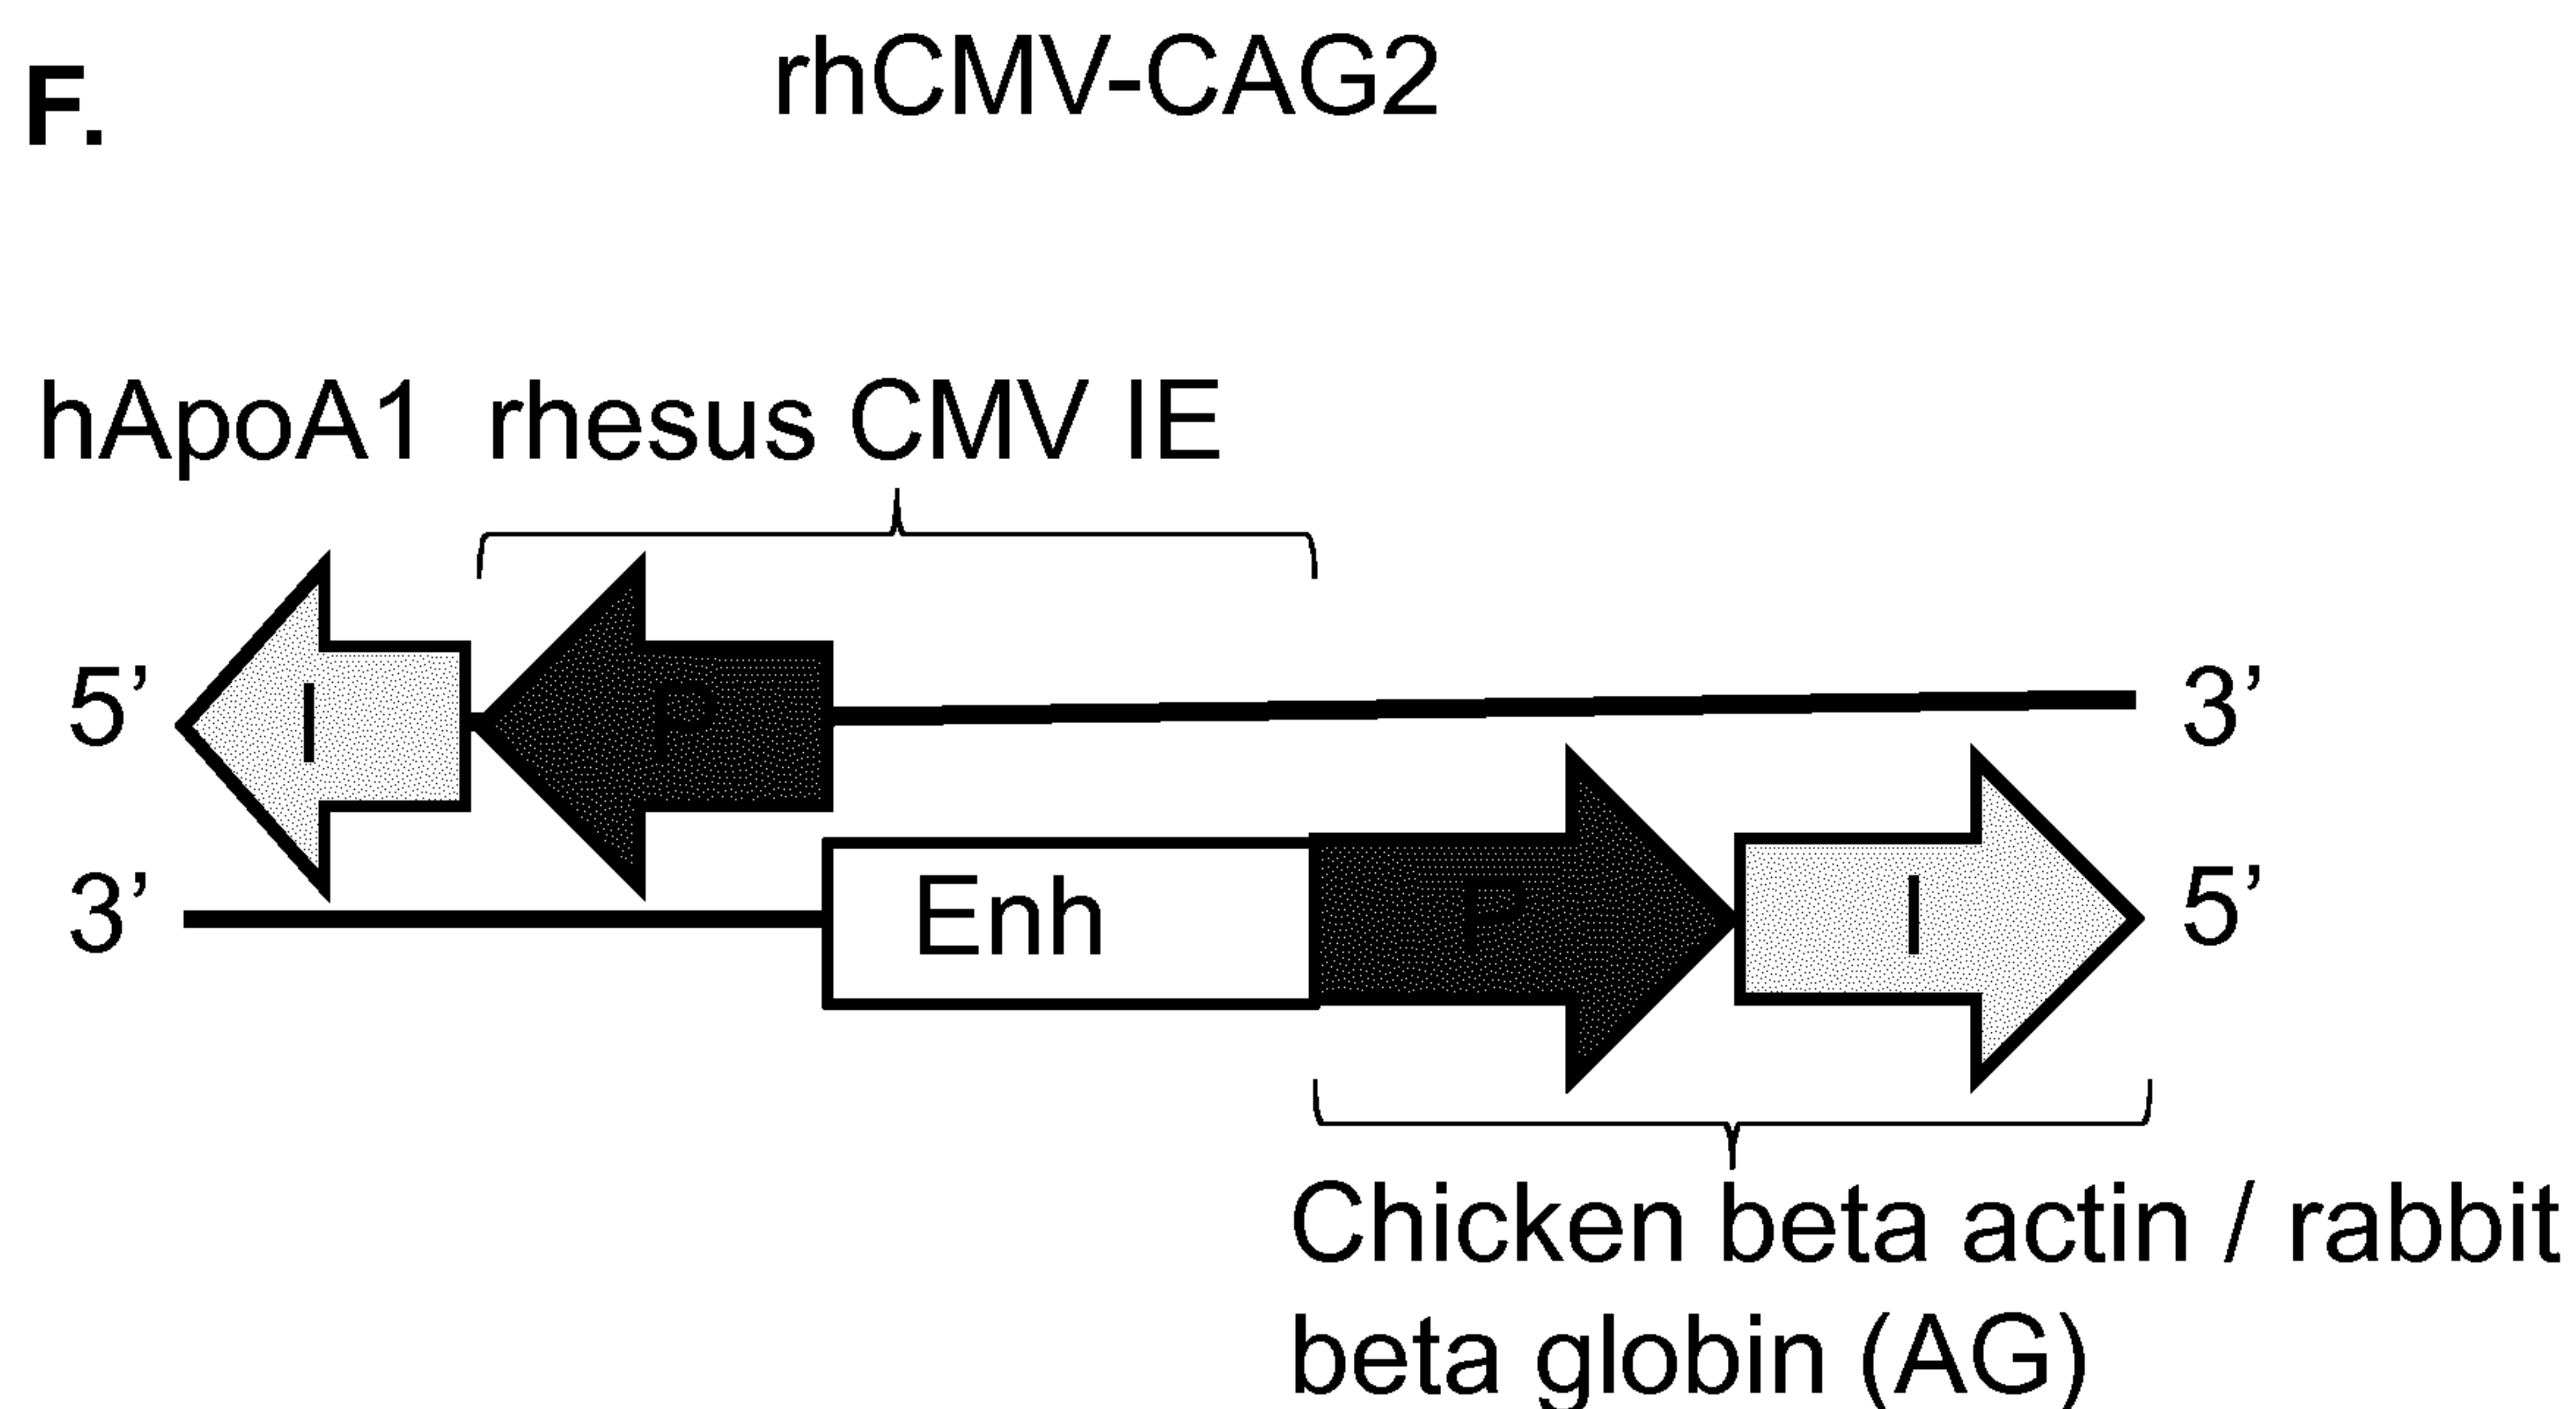 F.
rhCMV-CAG2
hApoA1 rhesus CMV IE
5’ I P 3’
3’ Enh P I 5’
Chicken beta actin / rabbit
beta globin (AG)